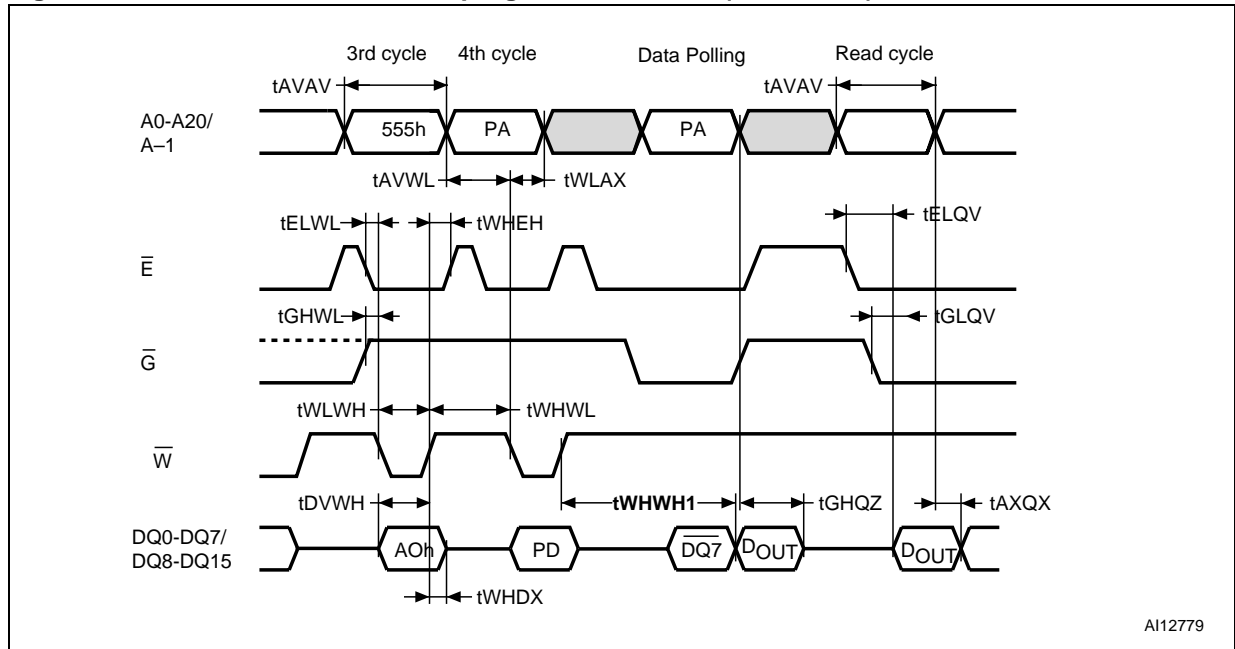 3rd cycle 4th cycle Data Polling Read cycle
tAVAV tAVAV
A0-A20/
A–1
555h PA PA
tAVWL tWLAX
tELWL tWHEH tELQV
E
tGHWL tGLQV
G
tWLWH tWHWL
W
tDVWH tWHWH1 tGHQZ tAXQX
DQ0-DQ7/
DQ8-DQ15
AOh PD DQ7 DOUT DOUT
tWHDX
AI12779